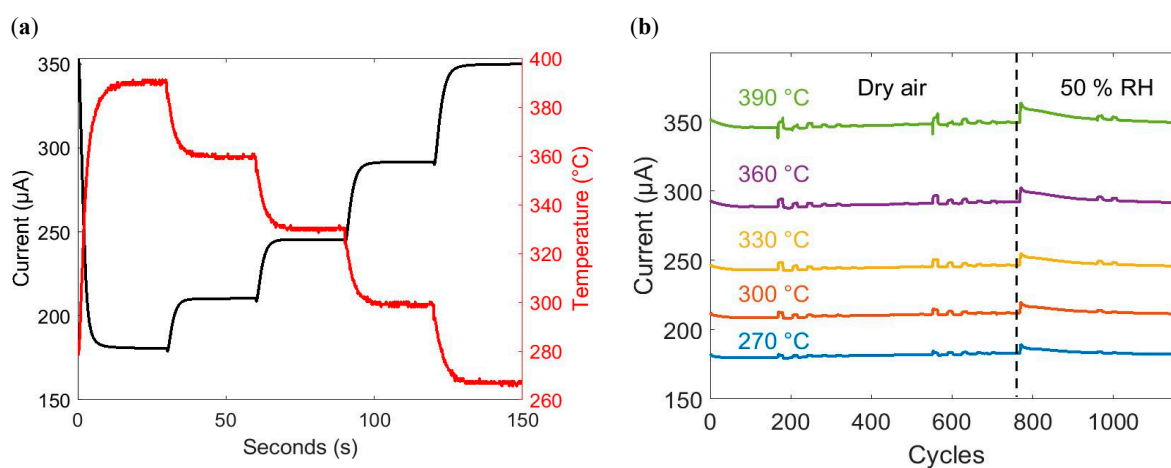 (a)
350
300
250
200
150
100
Current (µA)
0
50
100
150
Seconds (s)
400
380
360
340
320
300
280
260
Temperature (°C)
(b)
350
300
250
200
150
Current (µA)
390 °C
Dry air
50 % RH
360 °C
330 °C
300 °C
270 °C
0
200
400
600
800
1000
Cycles